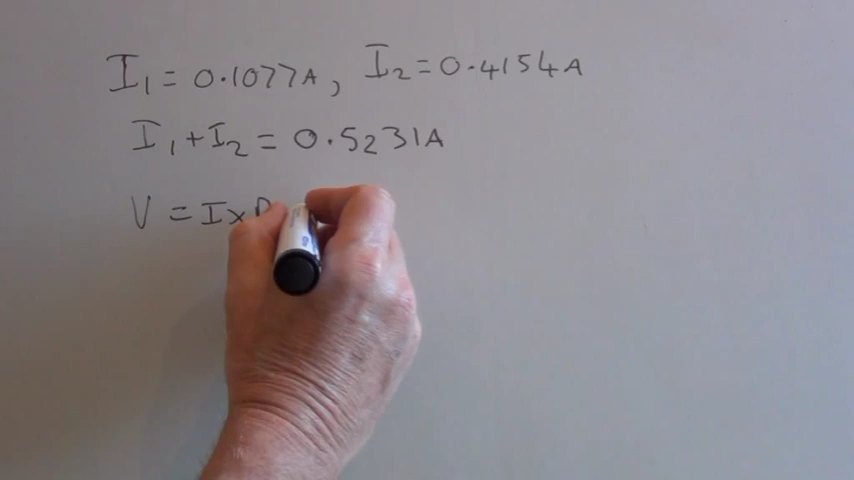 I₁ = 0.1077A, I₂ = 0.4154A
I₁ + I₂ = 0.5231A
V = I×